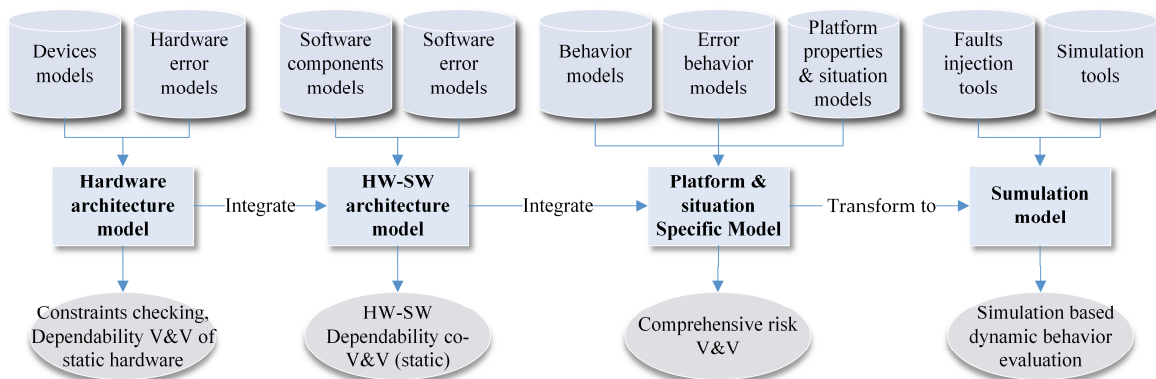 Devices
models
Hardware
error
models
Software
components
models
Software
error
models
Behavior
models
Error
behavior
models
Platform
properties
& situation
models
Faults
injection
tools
Simulation
tools
Hardware
architecture
model
Integrate
HW-SW
architecture
model
Integrate
Platform &
situation
Specific Model
Transform to
Sumulation
model
Constraints checking,
Dependability V&V of
static hardware
HW-SW
Dependability co-
V&V (static)
Comprehensive risk
V&V
Simulation based
dynamic behavior
evaluation